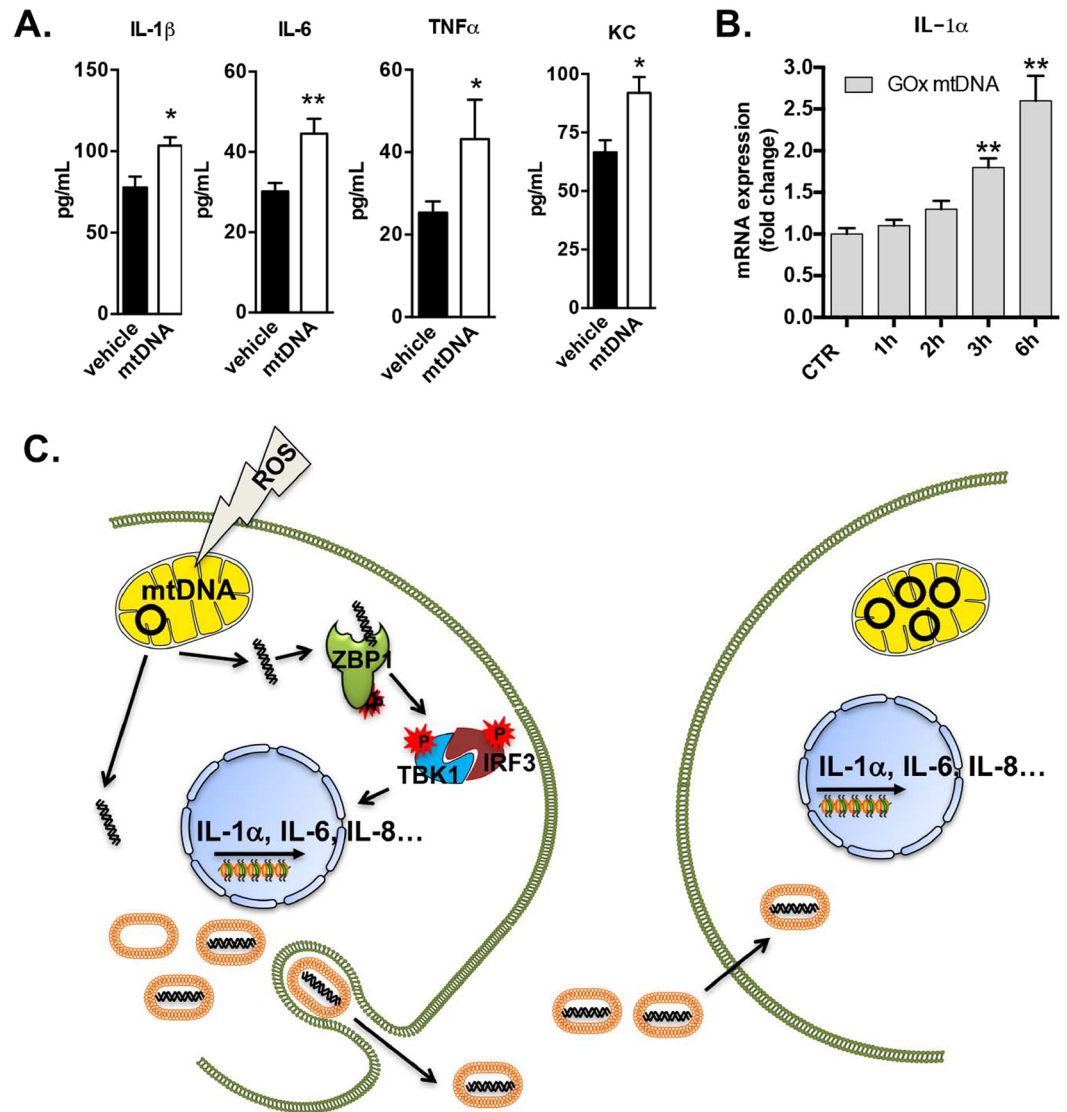 A.
IL-1β
pg/mL
150
100
50
0
*
vehicle
mtDNA
IL-6
pg/mL
60
40
20
0
**
vehicle
mtDNA
TNFα
pg/mL
60
40
20
0
*
vehicle
mtDNA
KC
pg/mL
100
75
50
25
0
*
vehicle
mtDNA
B.
IL-1α
mRNA expression
(fold change)
3.0
2.5
2.0
1.5
1.0
0.5
0.0
GOx mtDNA
**
**
CTR
1h
2h
3h
6h
C.
ROS
mtDNA
ZBP1
P
P
P
TBK1
IRF3
IL-1α, IL-6, IL-8…
IL-1α, IL-6, IL-8…